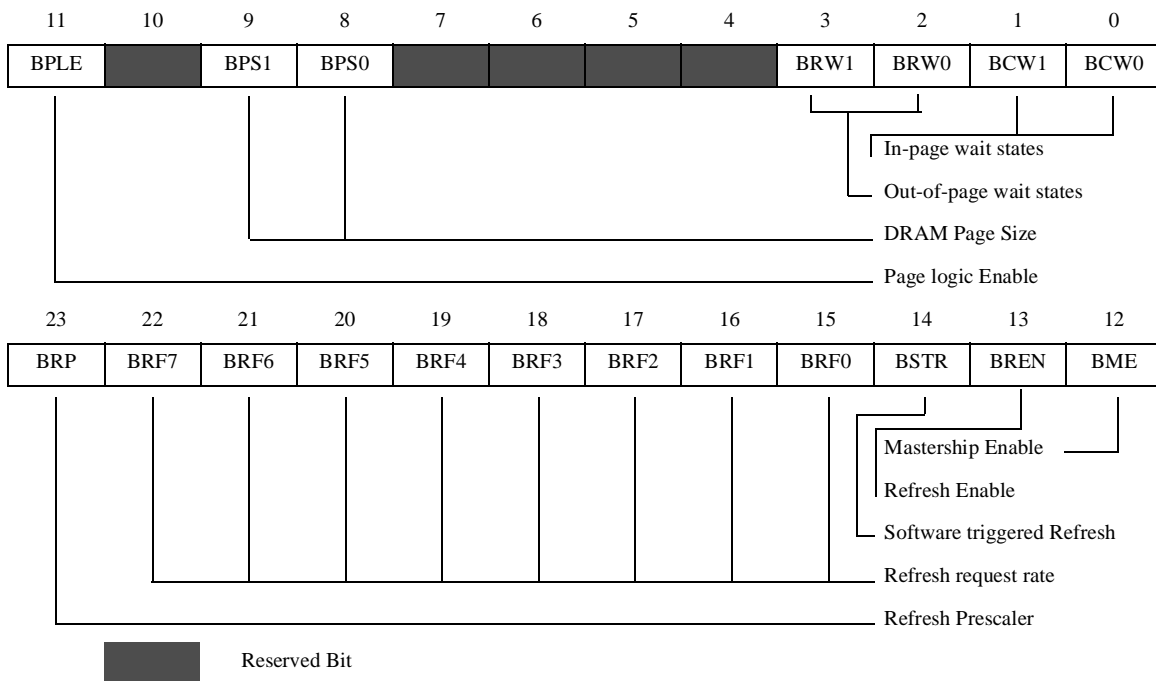 11 10 9 8 7 6 5 4 3 2 1 0
BPLE BPS1 BPS0 BRW1 BRW0 BCW1 BCW0
In-page wait states
Out-of-page wait states
DRAM Page Size
Page logic Enable
23 22 21 20 19 18 17 16 15 14 13 12
BRP BRF7 BRF6 BRF5 BRF4 BRF3 BRF2 BRF1 BRF0 BSTR BREN BME
Mastership Enable
Refresh Enable
Software triggered Refresh
Refresh request rate
Refresh Prescaler
Reserved Bit